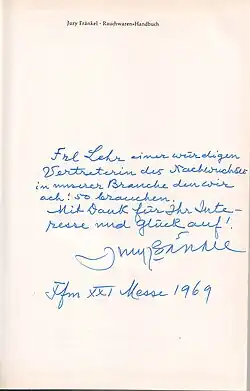 Jury Fränkel - Rauchwaren-Handbuch
Frl Lehr einer würdigen
Vertreterin des Nachwuchses
in unserer Branche den wir
ach! so brauchen.
Mit Dank für Ihr Inte-
resse und Glück auf!
Jury Fränkel
Ffm XXI Messe 1969